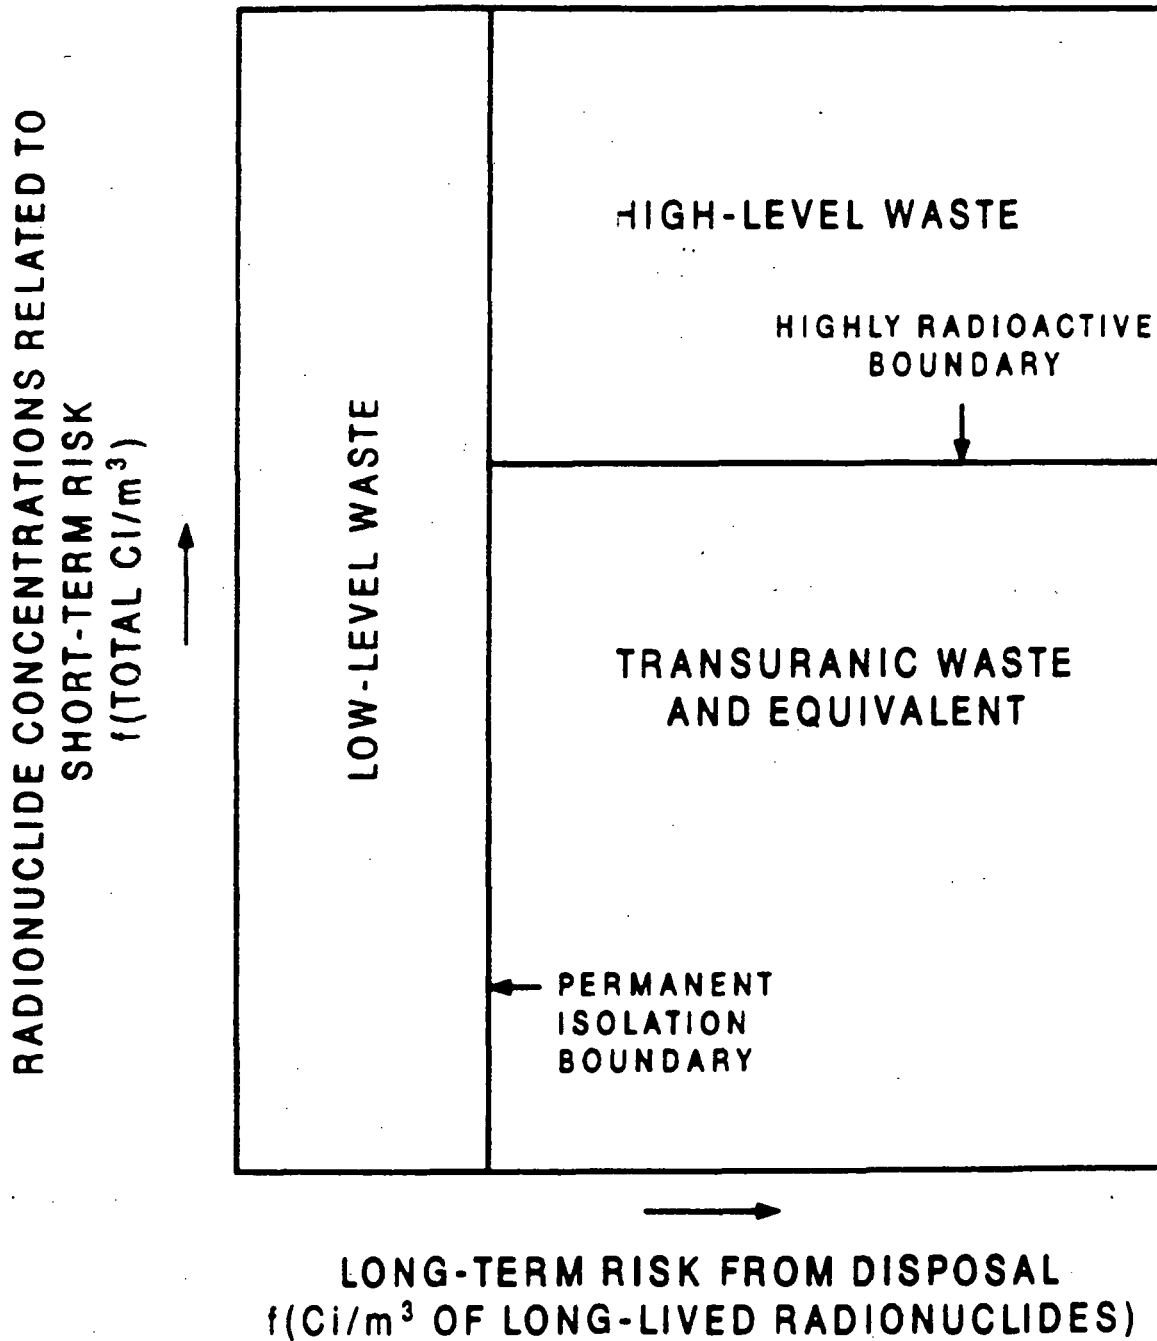 RADIONUCLIDE CONCENTRATIONS RELATED TO
SHORT-TERM RISK
f(TOTAL Ci/m³)
LOW-LEVEL WASTE
HIGH-LEVEL WASTE
HIGHLY RADIOACTIVE
BOUNDARY
TRANSURANIC WASTE
AND EQUIVALENT
PERMANENT
ISOLATION
BOUNDARY
LONG-TERM RISK FROM DISPOSAL
f(Ci/m³ OF LONG-LIVED RADIONUCLIDES)